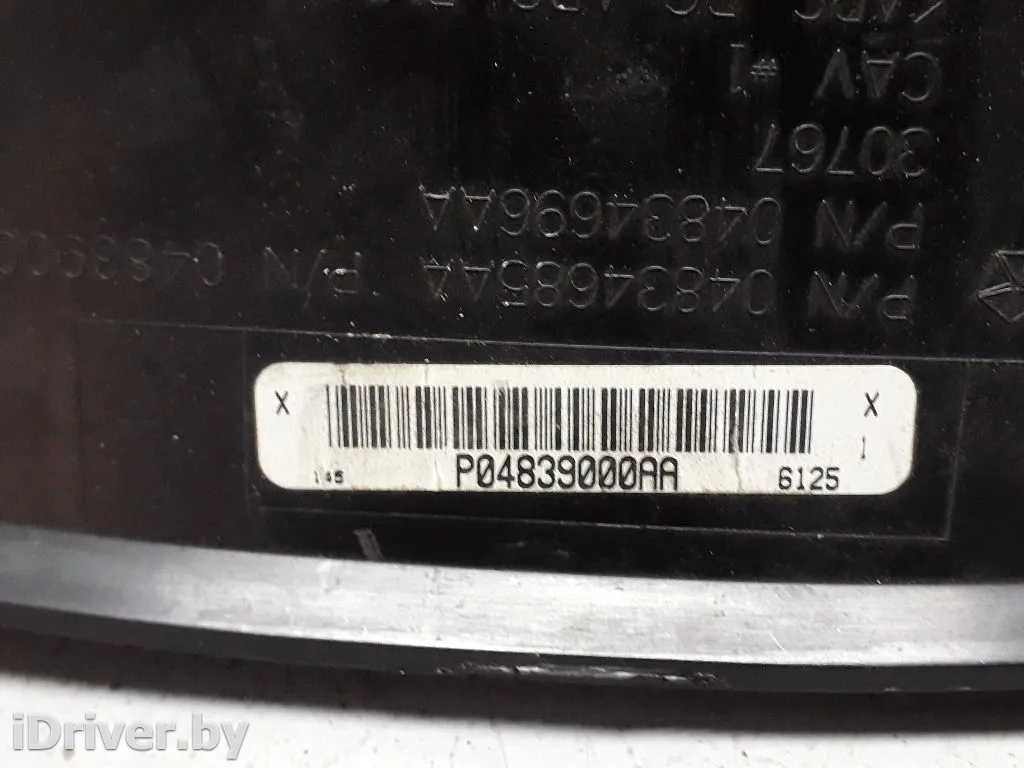 CAV #1
30767
P/N 04834696AA
P/N 04834685AA P/N
X X
1
145 P04839000AA 6125
iDriver.by